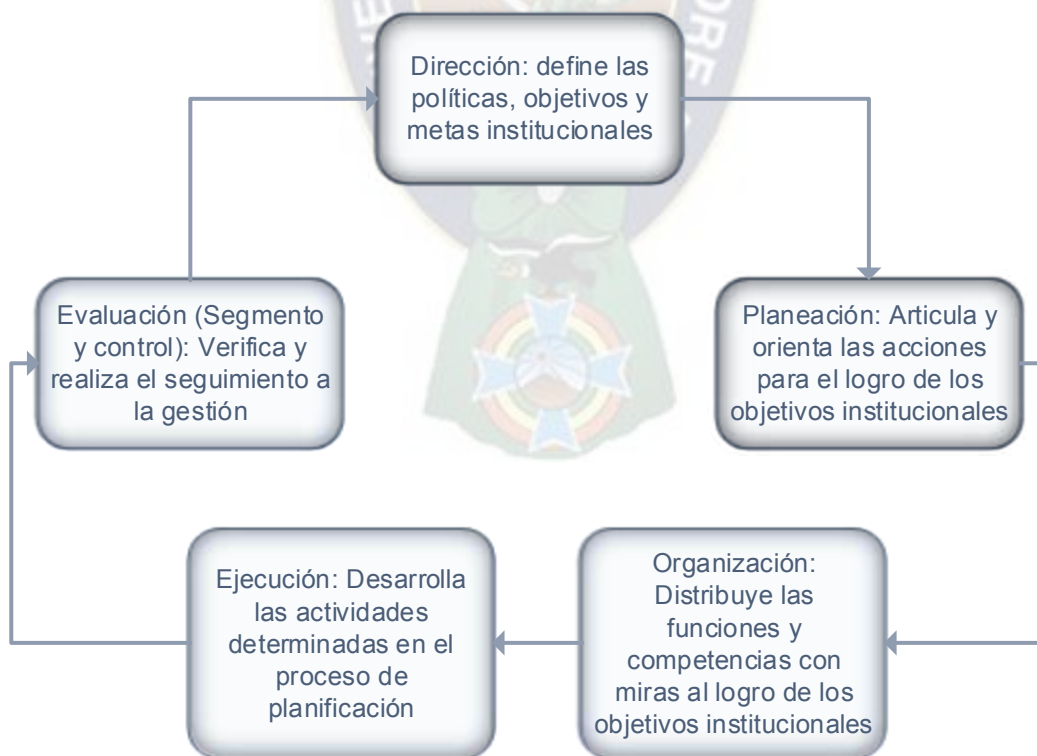 Dirección: define las
políticas, objetivos y
metas institucionales
Planeación: Articula y
orienta las acciones
para el logro de los
objetivos institucionales
Organización:
Distribuye las
funciones y
competencias con
miras al logro de los
objetivos institucionales
Ejecución: Desarrolla
las actividades
determinadas en el
proceso de
planificación
Evaluación (Segmento
y control): Verifica y
realiza el seguimiento a
la gestión